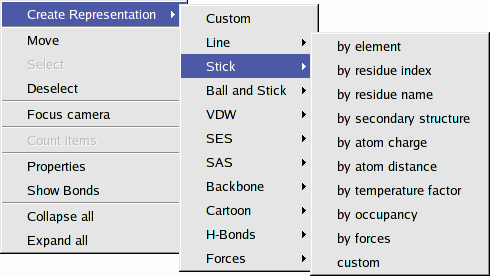 Create Representation
Move
Select
Deselect
Focus camera
Count items
Properties
Show Bonds
Collapse all
Expand all
Custom
Line
Stick
Ball and Stick
VDW
SES
SAS
Backbone
Cartoon
H-Bonds
Forces
by element
by residue index
by residue name
by secondary structure
by atom charge
by atom distance
by temperature factor
by occupancy
by forces
custom